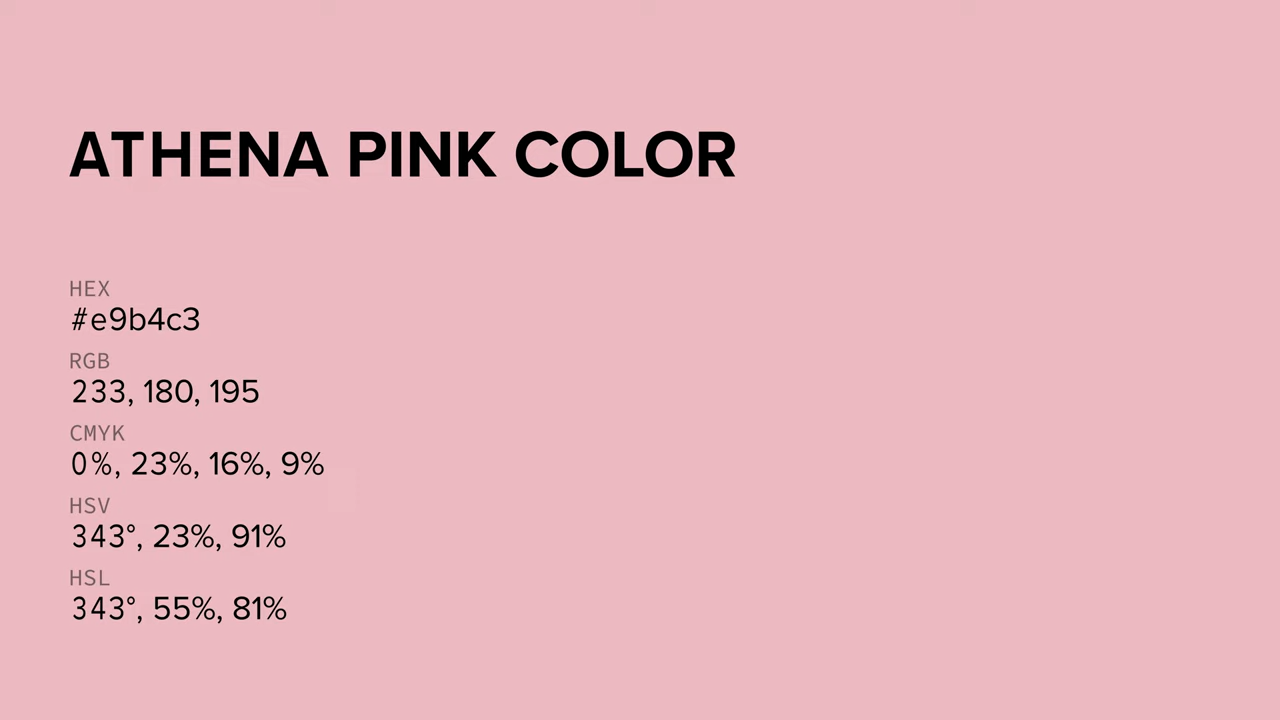 ATHENA PINK COLOR
HEX
#e9b4c3
RGB
233, 180, 195
CMYK
0%, 23%, 16%, 9%
HSV
343°, 23%, 91%
HSL
343°, 55%, 81%